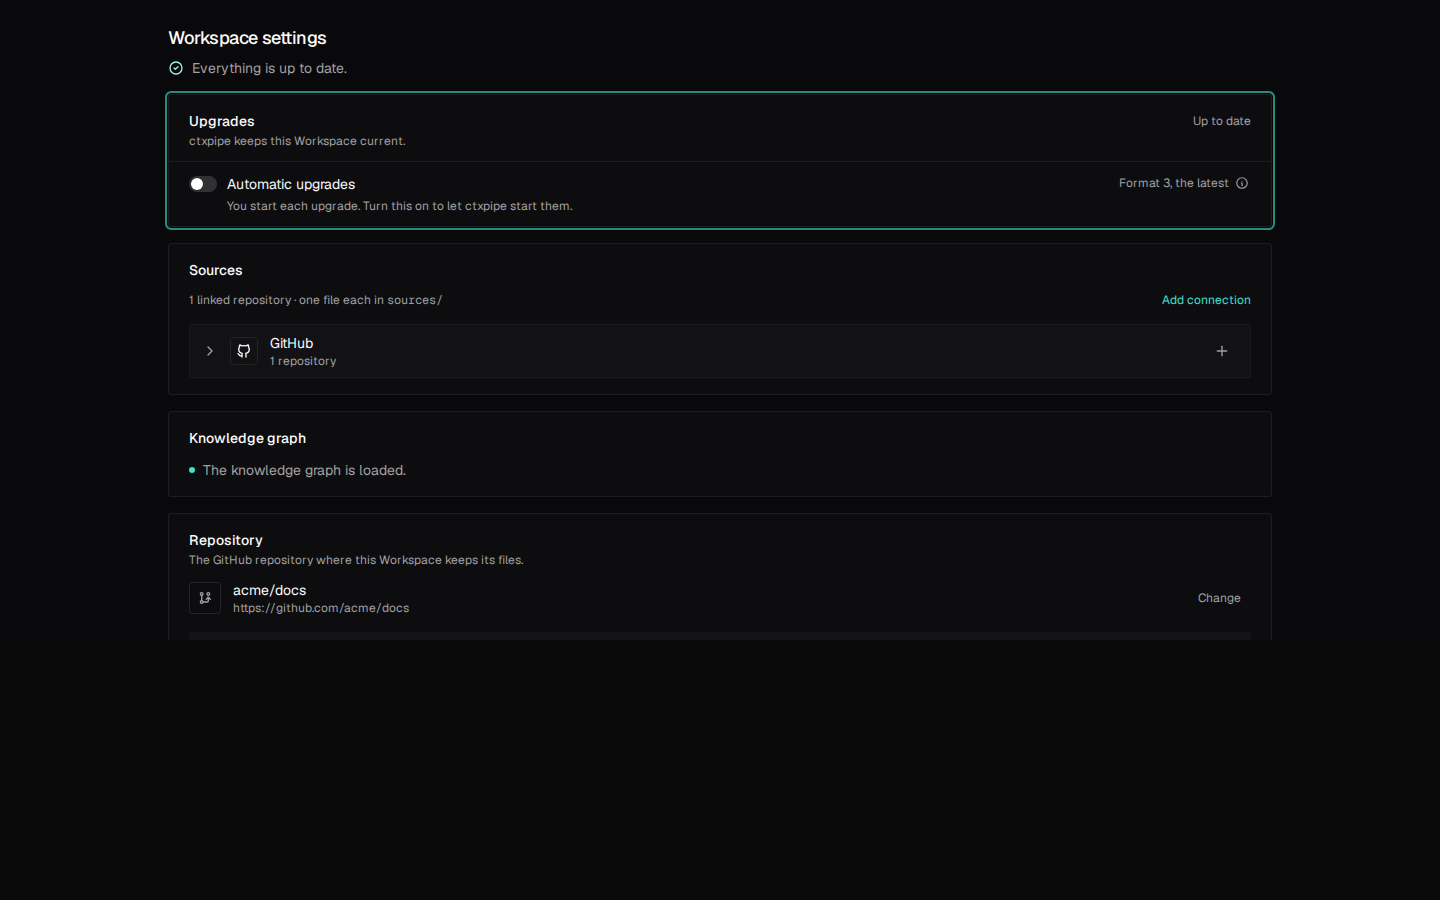 Workspace settings
Everything is up to date.
Upgrades
Up to date
ctxpipe keeps this Workspace current.
Automatic upgrades
Format 3, the latest
You start each upgrade. Turn this on to let ctxpipe start them.
Sources
1 linked repository · one file each in sources/
Add connection
GitHub
1 repository
Knowledge graph
The knowledge graph is loaded.
Repository
The GitHub repository where this Workspace keeps its files.
acme/docs
https://github.com/acme/docs
Change